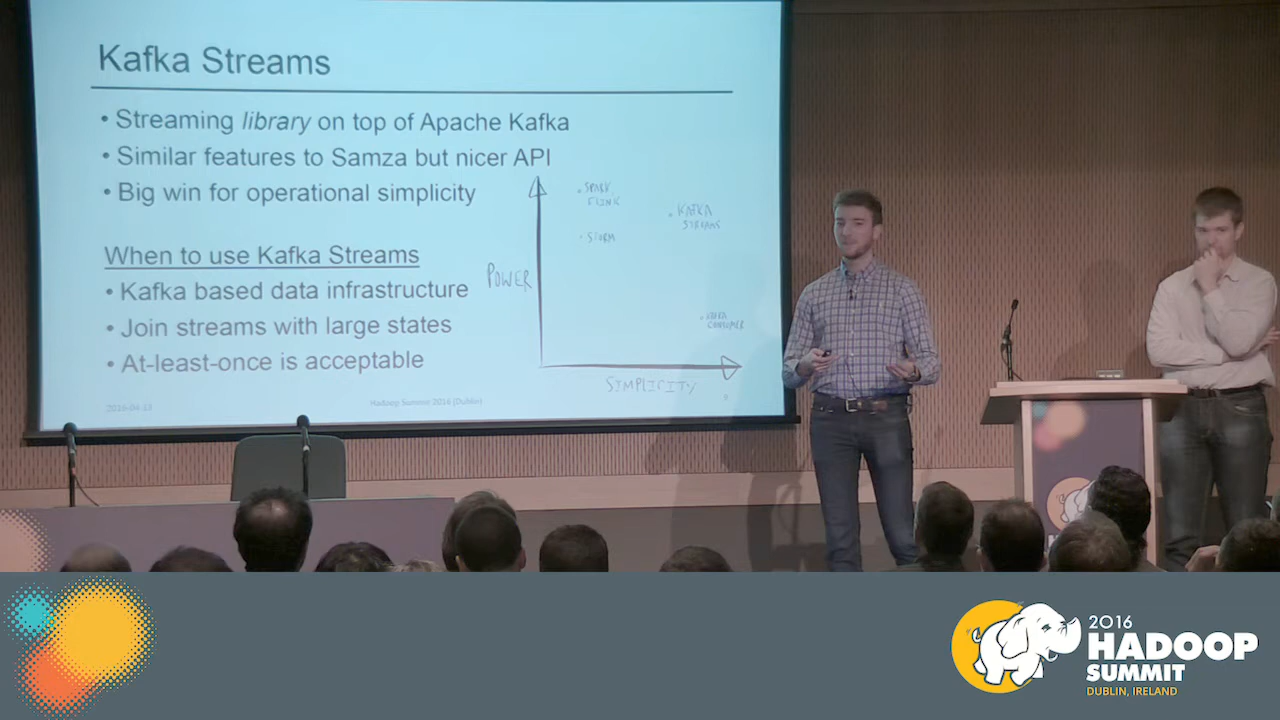 Kafka Streams
• Streaming library on top of Apache Kafka
• Similar features to Samza but nicer API
• Big win for operational simplicity
When to use Kafka Streams
• Kafka based data infrastructure
• Join streams with large states
• At-least-once is acceptable
POWER
• SPARK,
FLINK
• STORM
• KAFKA
STREAMS
• KAFKA
CONSUMER
SIMPLICITY
2016-04-13
Hadoop Summit 2016 (Dublin)
2016
HADOOP
SUMMIT
DUBLIN, IRELAND